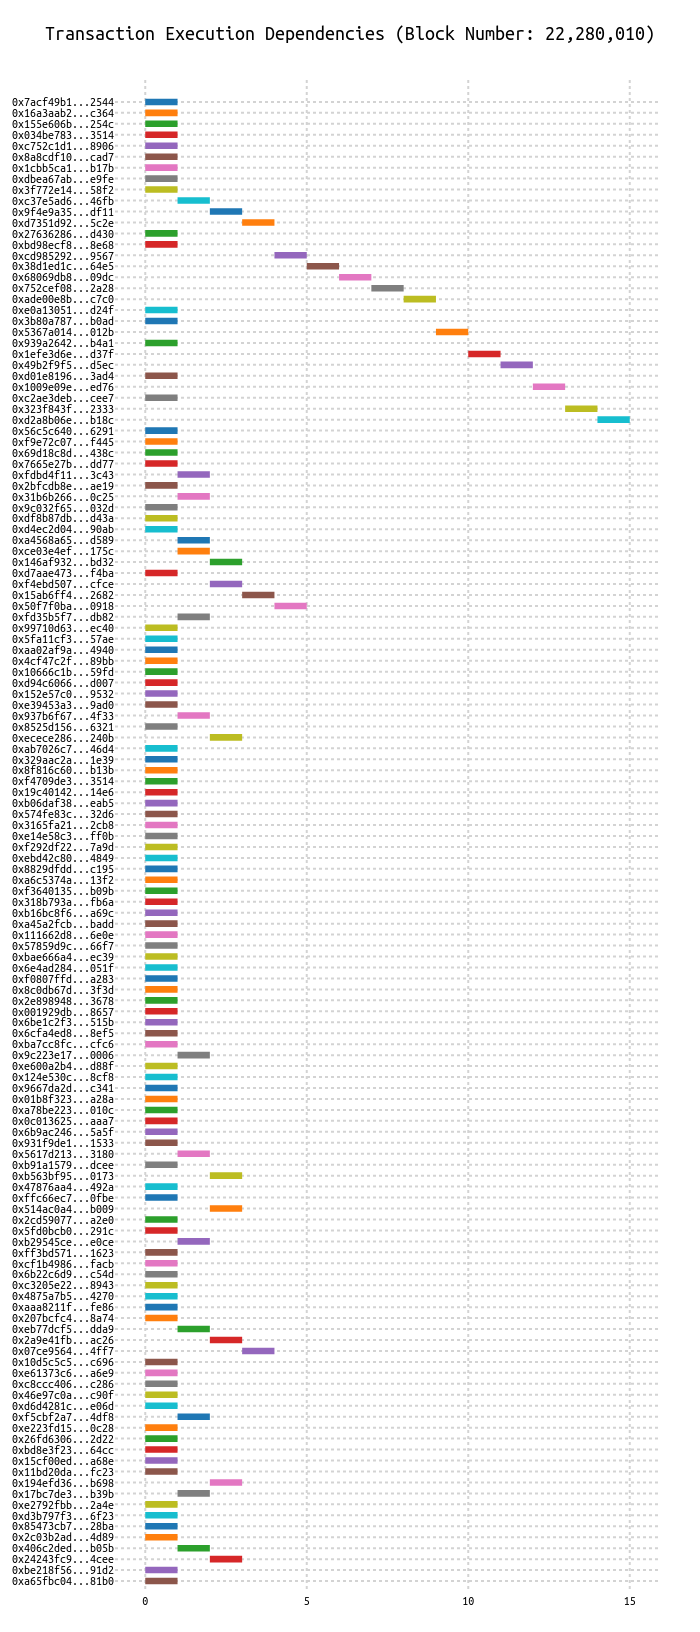 Transaction Execution Dependencies (Block Number: 22,280,010)
0x7acf49b1...2544
0x16a3aab2...c364
0x155e606b...254c
0x034be783...3514
0xc752c1d1...8906
0x8a8cdf10...cad7
0x1cbb5ca1...b17b
0xdbea67ab...e9fe
0x3f772e14...58f2
0xc37e5ad6...46fb
0x9f4e9a35...df11
0xd7351d92...5c2e
0x27636286...d430
0xbd98ecf8...8e68
0xcd985292...9567
0x38d1ed1c...64e5
0x68069db8...09dc
0x752cef08...2a28
0xade00e8b...c7c0
0xe0a13051...d24f
0x3b80a787...b0ad
0x5367a014...012b
0x939a2642...b4a1
0x1efe3d6e...d37f
0x49b2f9f5...d5ec
0xd01e8196...3ad4
0x1009e09e...ed76
0xc2ae3deb...cee7
0x323f843f...2333
0xd2a8b06e...b18c
0x56c5c640...6291
0xf9e72c07...f445
0x69d18c8d...438c
0x7665e27b...dd77
0xfdbd4f11...3c43
0x2bfcdb8e...ae19
0x31b6b266...0c25
0x9c032f65...032d
0xdf8b87db...d43a
0xd4ec2d04...90ab
0xa4568a65...d589
0xce03e4ef...175c
0x146af932...bd32
0xd7aae473...f4ba
0xf4ebd507...cfce
0x15ab6ff4...2682
0x50f7f0ba...0918
0xfd35b5f7...db82
0x99710d63...ec40
0x5fa11cf3...57ae
0xaa02af9a...4940
0x4cf47c2f...89bb
0x10666c1b...59fd
0xd94c6066...d007
0x152e57c0...9532
0xe39453a3...9ad0
0x937b6f67...4f33
0x8525d156...6321
0xecece286...240b
0xab7026c7...46d4
0x329aac2a...1e39
0x8f816c60...b13b
0xf4709de3...3514
0x19c40142...14e6
0xb06daf38...eab5
0x574fe83c...32d6
0x3165fa21...2cb8
0xe14e58c3...ff0b
0xf292df22...7a9d
0xebd42c80...4849
0x8829dfdd...c195
0xa6c5374a...13f2
0xf3640135...b09b
0x318b793a...fb6a
0xb16bc8f6...a69c
0xa45a2fcb...badd
0x111662d8...6e0e
0x57859d9c...66f7
0xbae666a4...ec39
0x6e4ad284...051f
0xf0807ffd...a283
0x8c0db67d...3f3d
0x2e898948...3678
0x001929db...8657
0x6be1c2f3...515b
0x6cfa4ed8...8ef5
0xba7cc8fc...cfc6
0x9c223e17...0006
0xe600a2b4...d88f
0x124e530c...8cf8
0x9667da2d...c341
0x01b8f323...a28a
0xa78be223...010c
0x0c013625...aaa7
0x6b9ac246...5a5f
0x931f9de1...1533
0x5617d213...3180
0xb91a1579...dcee
0xb563bf95...0173
0x47876aa4...492a
0xffc66ec7...0fbe
0x514ac0a4...b009
0x2cd59077...a2e0
0x5fd0bcb0...291c
0xb29545ce...e0ce
0xff3bd571...1623
0xcf1b4986...facb
0x6b22c6d9...c54d
0xc3205e22...8943
0x4875a7b5...4270
0xaaa8211f...fe86
0x207bcfc4...8a74
0xeb77dcf5...dda9
0x2a9e41fb...ac26
0x07ce9564...4ff7
0x10d5c5c5...c696
0xe61373c6...a6e9
0xc8ccc406...c286
0x46e97c0a...c90f
0xd6d4281c...e06d
0xf5cbf2a7...4df8
0xe223fd15...0c28
0x26fd6306...2d22
0xbd8e3f23...64cc
0x15cf00ed...a68e
0x11bd20da...fc23
0x194efd36...b698
0x17bc7de3...b39b
0xe2792fbb...2a4e
0xd3b797f3...6f23
0x85473cb7...28ba
0x2c03b2ad...4d89
0x406c2ded...b05b
0x24243fc9...4cee
0xbe218f56...91d2
0xa65fbc04...81b0
0 5 10 15